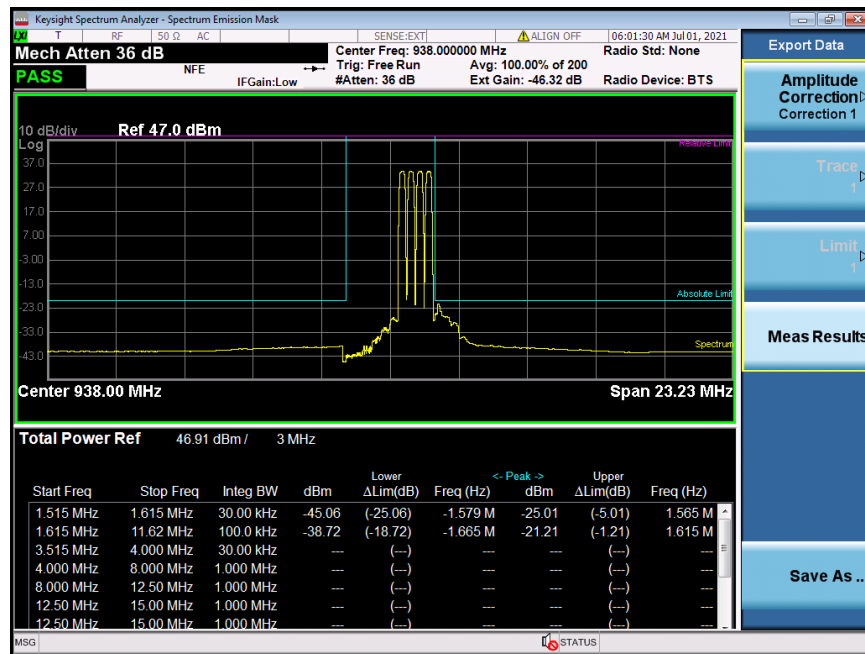 Keysight Spectrum Analyzer - Spectrum Emission Mask
LXI T RF 50 Ω AC SENSE:EXT ALIGN OFF 06:01:30 AM Jul 01, 2021
Mech Atten 36 dB
PASS
NFE
IFGain:Low
Center Freq: 938.000000 MHz
Trig: Free Run Avg: 100.00% of 200
#Atten: 36 dB Ext Gain: -46.32 dB
Radio Std: None
Radio Device: BTS
10 dB/div Ref 47.0 dBm
Log
Relative Limit
37.0
27.0
17.0
7.00
-3.00
-13.0
Absolute Limit
-23.0
-33.0
Spectrum
-43.0
Center 938.00 MHz Span 23.23 MHz
Total Power Ref 46.91 dBm / 3 MHz
Lower <- Peak -> Upper
Start Freq Stop Freq Integ BW dBm ΔLim(dB) Freq (Hz) dBm ΔLim(dB) Freq (Hz)
1.515 MHz 1.615 MHz 30.00 kHz -45.06 (-25.06) -1.579 M -25.01 (-5.01) 1.565 M
1.615 MHz 11.62 MHz 100.0 kHz -38.72 (-18.72) -1.665 M -21.21 (-1.21) 1.615 M
3.515 MHz 4.000 MHz 30.00 kHz --- (---) --- --- (---) ---
4.000 MHz 8.000 MHz 1.000 MHz --- (---) --- --- (---) ---
8.000 MHz 12.50 MHz 1.000 MHz --- (---) --- --- (---) ---
12.50 MHz 15.00 MHz 1.000 MHz --- (---) --- --- (---) ---
12.50 MHz 15.00 MHz 1.000 MHz --- (---) --- --- (---) ---
MSG STATUS
Export Data
Amplitude
Correction
Correction 1
Trace
1
Limit
1
Meas Results
Save As ..